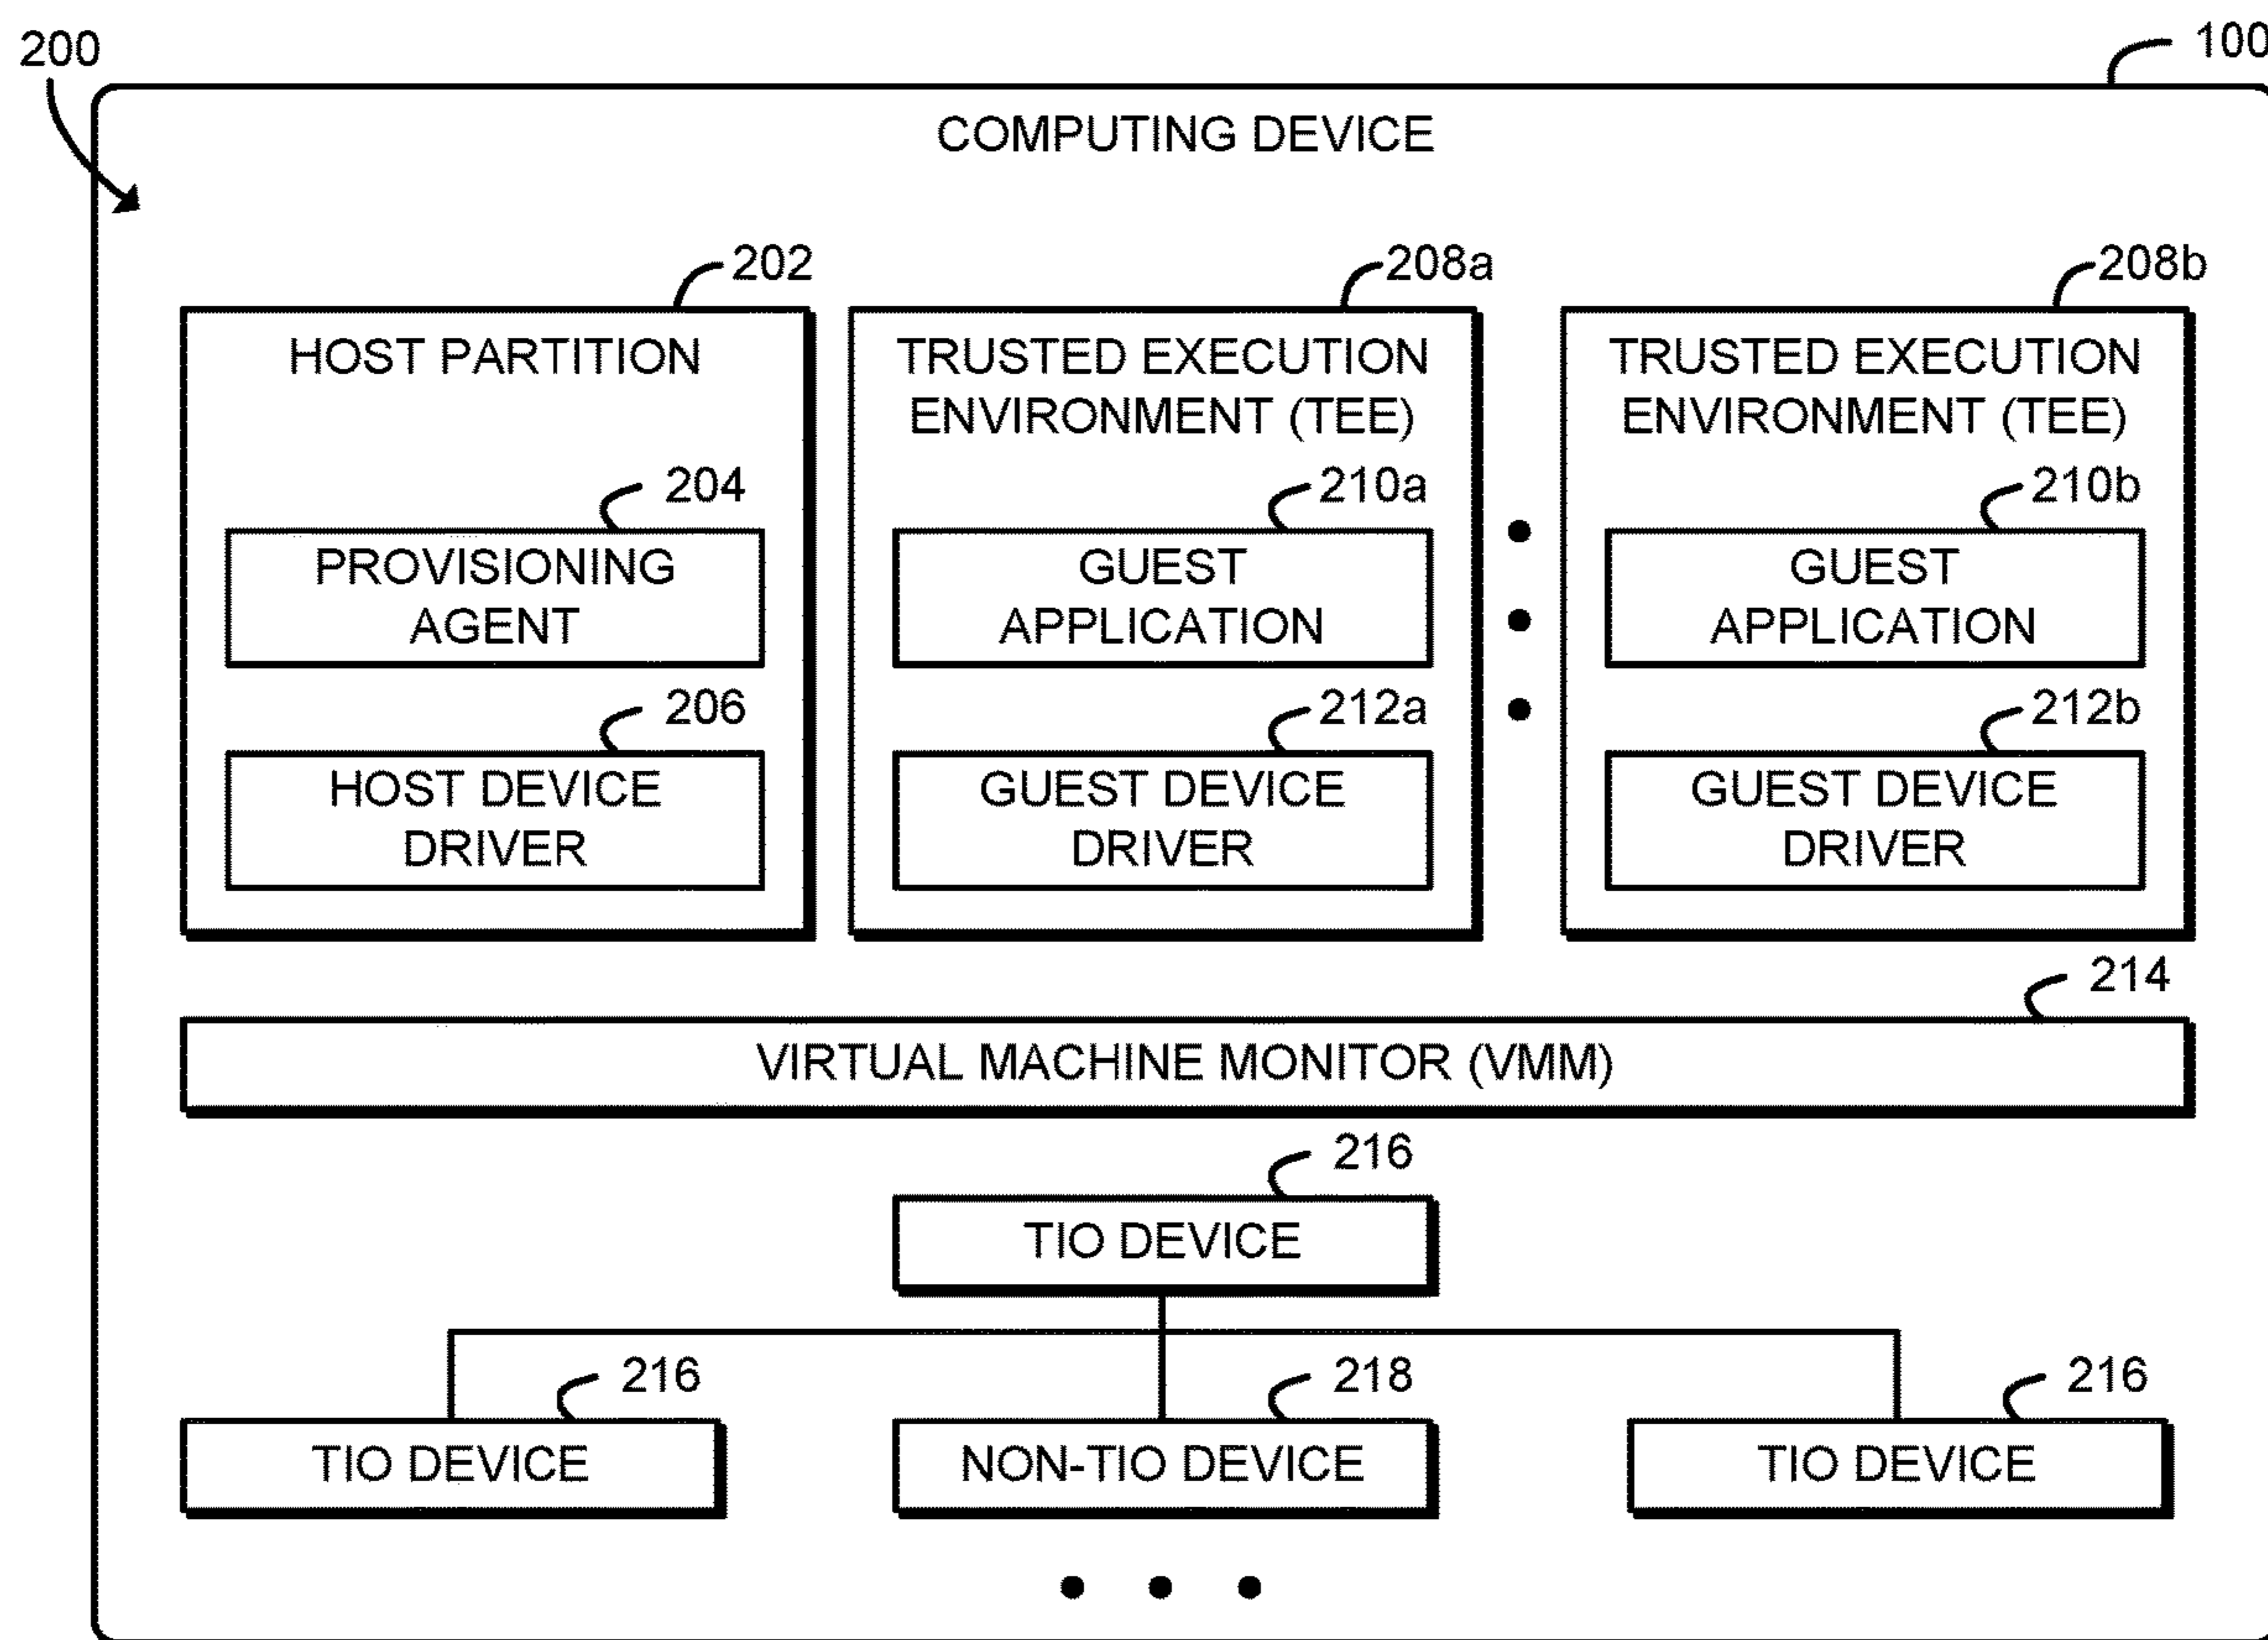 200
100
COMPUTING DEVICE
202
208a
208b
HOST PARTITION
TRUSTED EXECUTION
ENVIRONMENT (TEE)
TRUSTED EXECUTION
ENVIRONMENT (TEE)
204
210a
210b
PROVISIONING
AGENT
GUEST
APPLICATION
GUEST
APPLICATION
206
212a
212b
HOST DEVICE
DRIVER
GUEST DEVICE
DRIVER
GUEST DEVICE
DRIVER
214
VIRTUAL MACHINE MONITOR (VMM)
216
TIO DEVICE
216
218
216
TIO DEVICE
NON-TIO DEVICE
TIO DEVICE